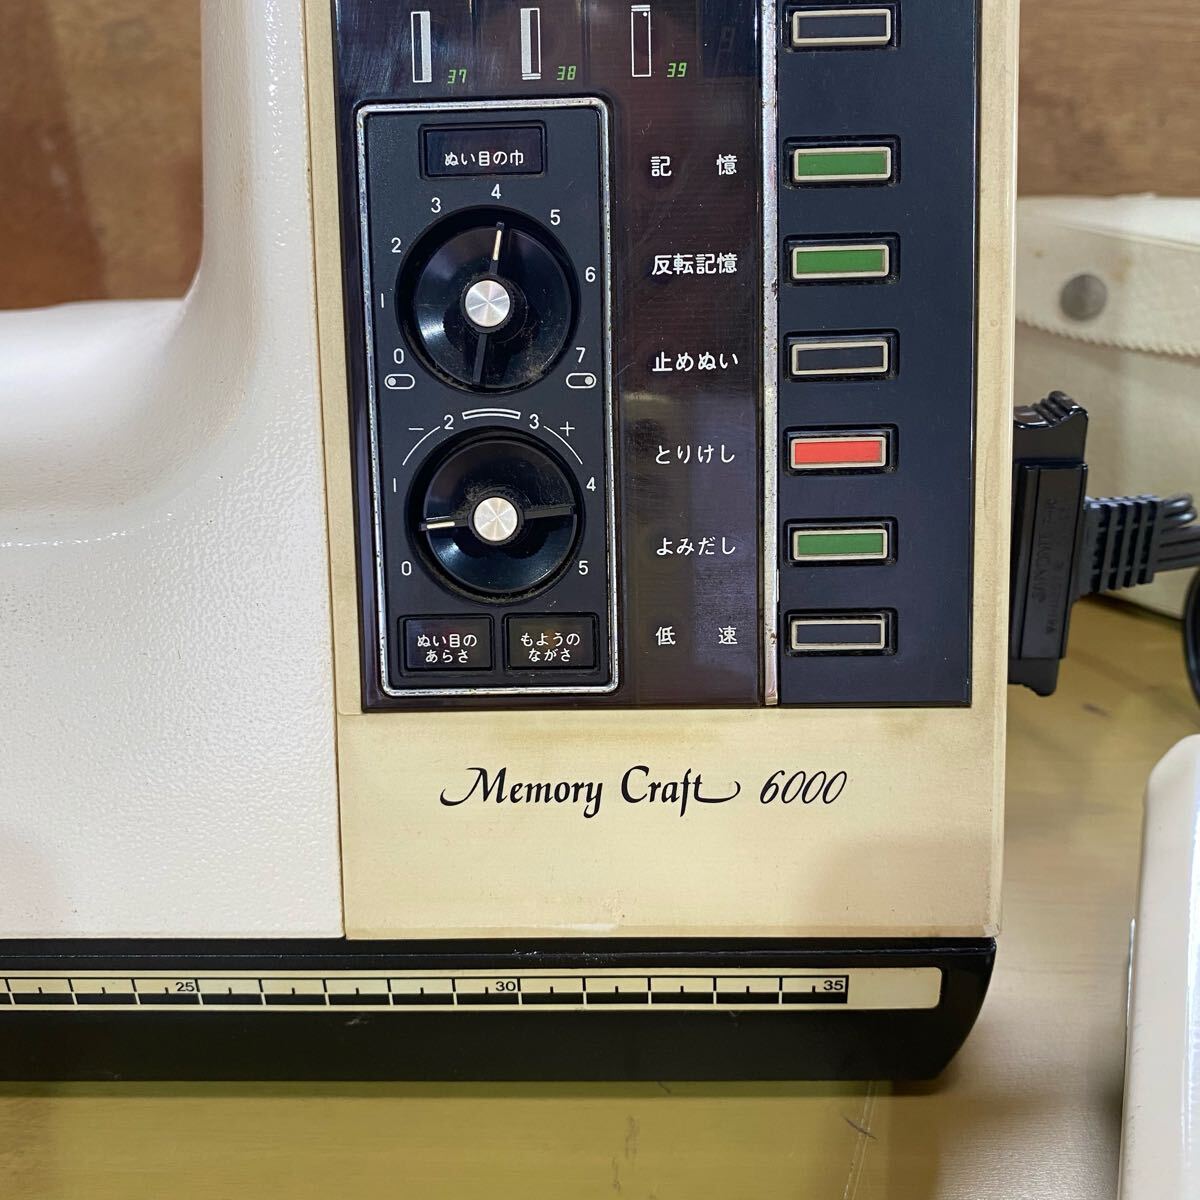 37 38 39
ぬい目の巾
0 1 2 3 4 5 6 7
− 2 3 +
0 1 4 5
ぬい目の
あらさ
もようの
ながさ
記憶
反転記憶
止めぬい
とりけし
よみだし
低速
Memory Craft 6000
25 30 35